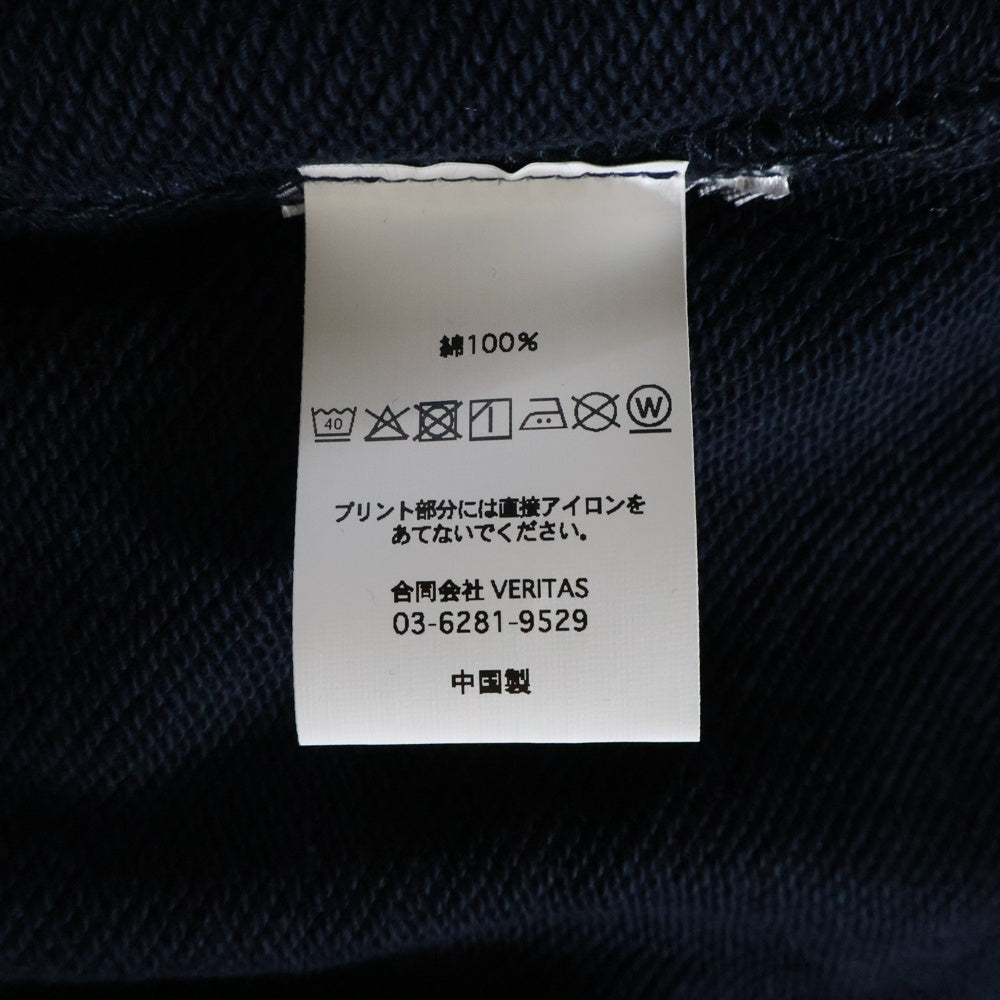 綿100%
40 W
プリント部分には直接アイロンを
あてないでください。
合同会社 VERITAS
03-6281-9529
中国製